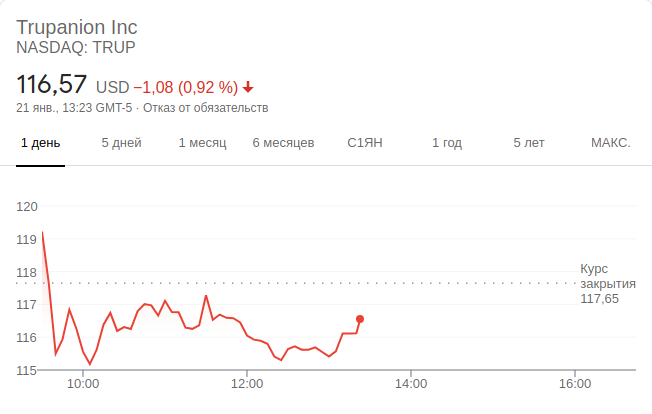 Trupanion Inc
NASDAQ: TRUP
116,57 USD −1,08 (0,92 %)
21 янв., 13:23 GMT-5 · Отказ от обязательств
1 день 5 дней 1 месяц 6 месяцев С1ЯН 1 год 5 лет МАКС.
120
119
118
117
116
115
Курс
закрытия
117,65
10:00 12:00 14:00 16:00